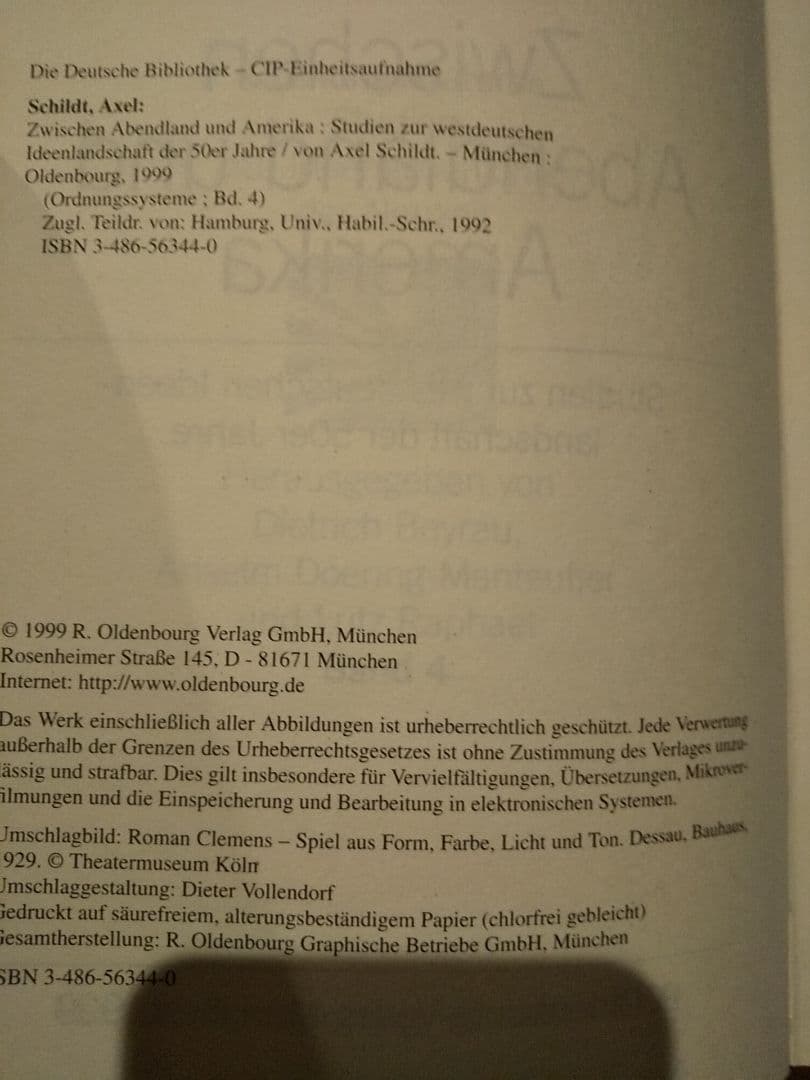 Die Deutsche Bibliothek – CIP-Einheitsaufnahme
Schildt, Axel:
Zwischen Abendland und Amerika : Studien zur westdeutschen
Ideenlandschaft der 50er Jahre / von Axel Schildt. – München :
Oldenbourg, 1999
(Ordnungssysteme ; Bd. 4)
Zugl. Teildr. von: Hamburg, Univ., Habil.-Schr., 1992
ISBN 3-486-56344-0
© 1999 R. Oldenbourg Verlag GmbH, München
Rosenheimer Straße 145, D - 81671 München
Internet: http://www.oldenbourg.de
Das Werk einschließlich aller Abbildungen ist urheberrechtlich geschützt. Jede Verwertung
außerhalb der Grenzen des Urheberrechtsgesetzes ist ohne Zustimmung des Verlages unzu-
lässig und strafbar. Dies gilt insbesondere für Vervielfältigungen, Übersetzungen, Mikrover-
filmungen und die Einspeicherung und Bearbeitung in elektronischen Systemen.
Umschlagbild: Roman Clemens – Spiel aus Form, Farbe, Licht und Ton. Dessau, Bauhaus,
929. © Theatermuseum Köln
Umschlaggestaltung: Dieter Vollendorf
Gedruckt auf säurefreiem, alterungsbeständigem Papier (chlorfrei gebleicht)
Gesamtherstellung: R. Oldenbourg Graphische Betriebe GmbH, München
SBN 3-486-56344-0